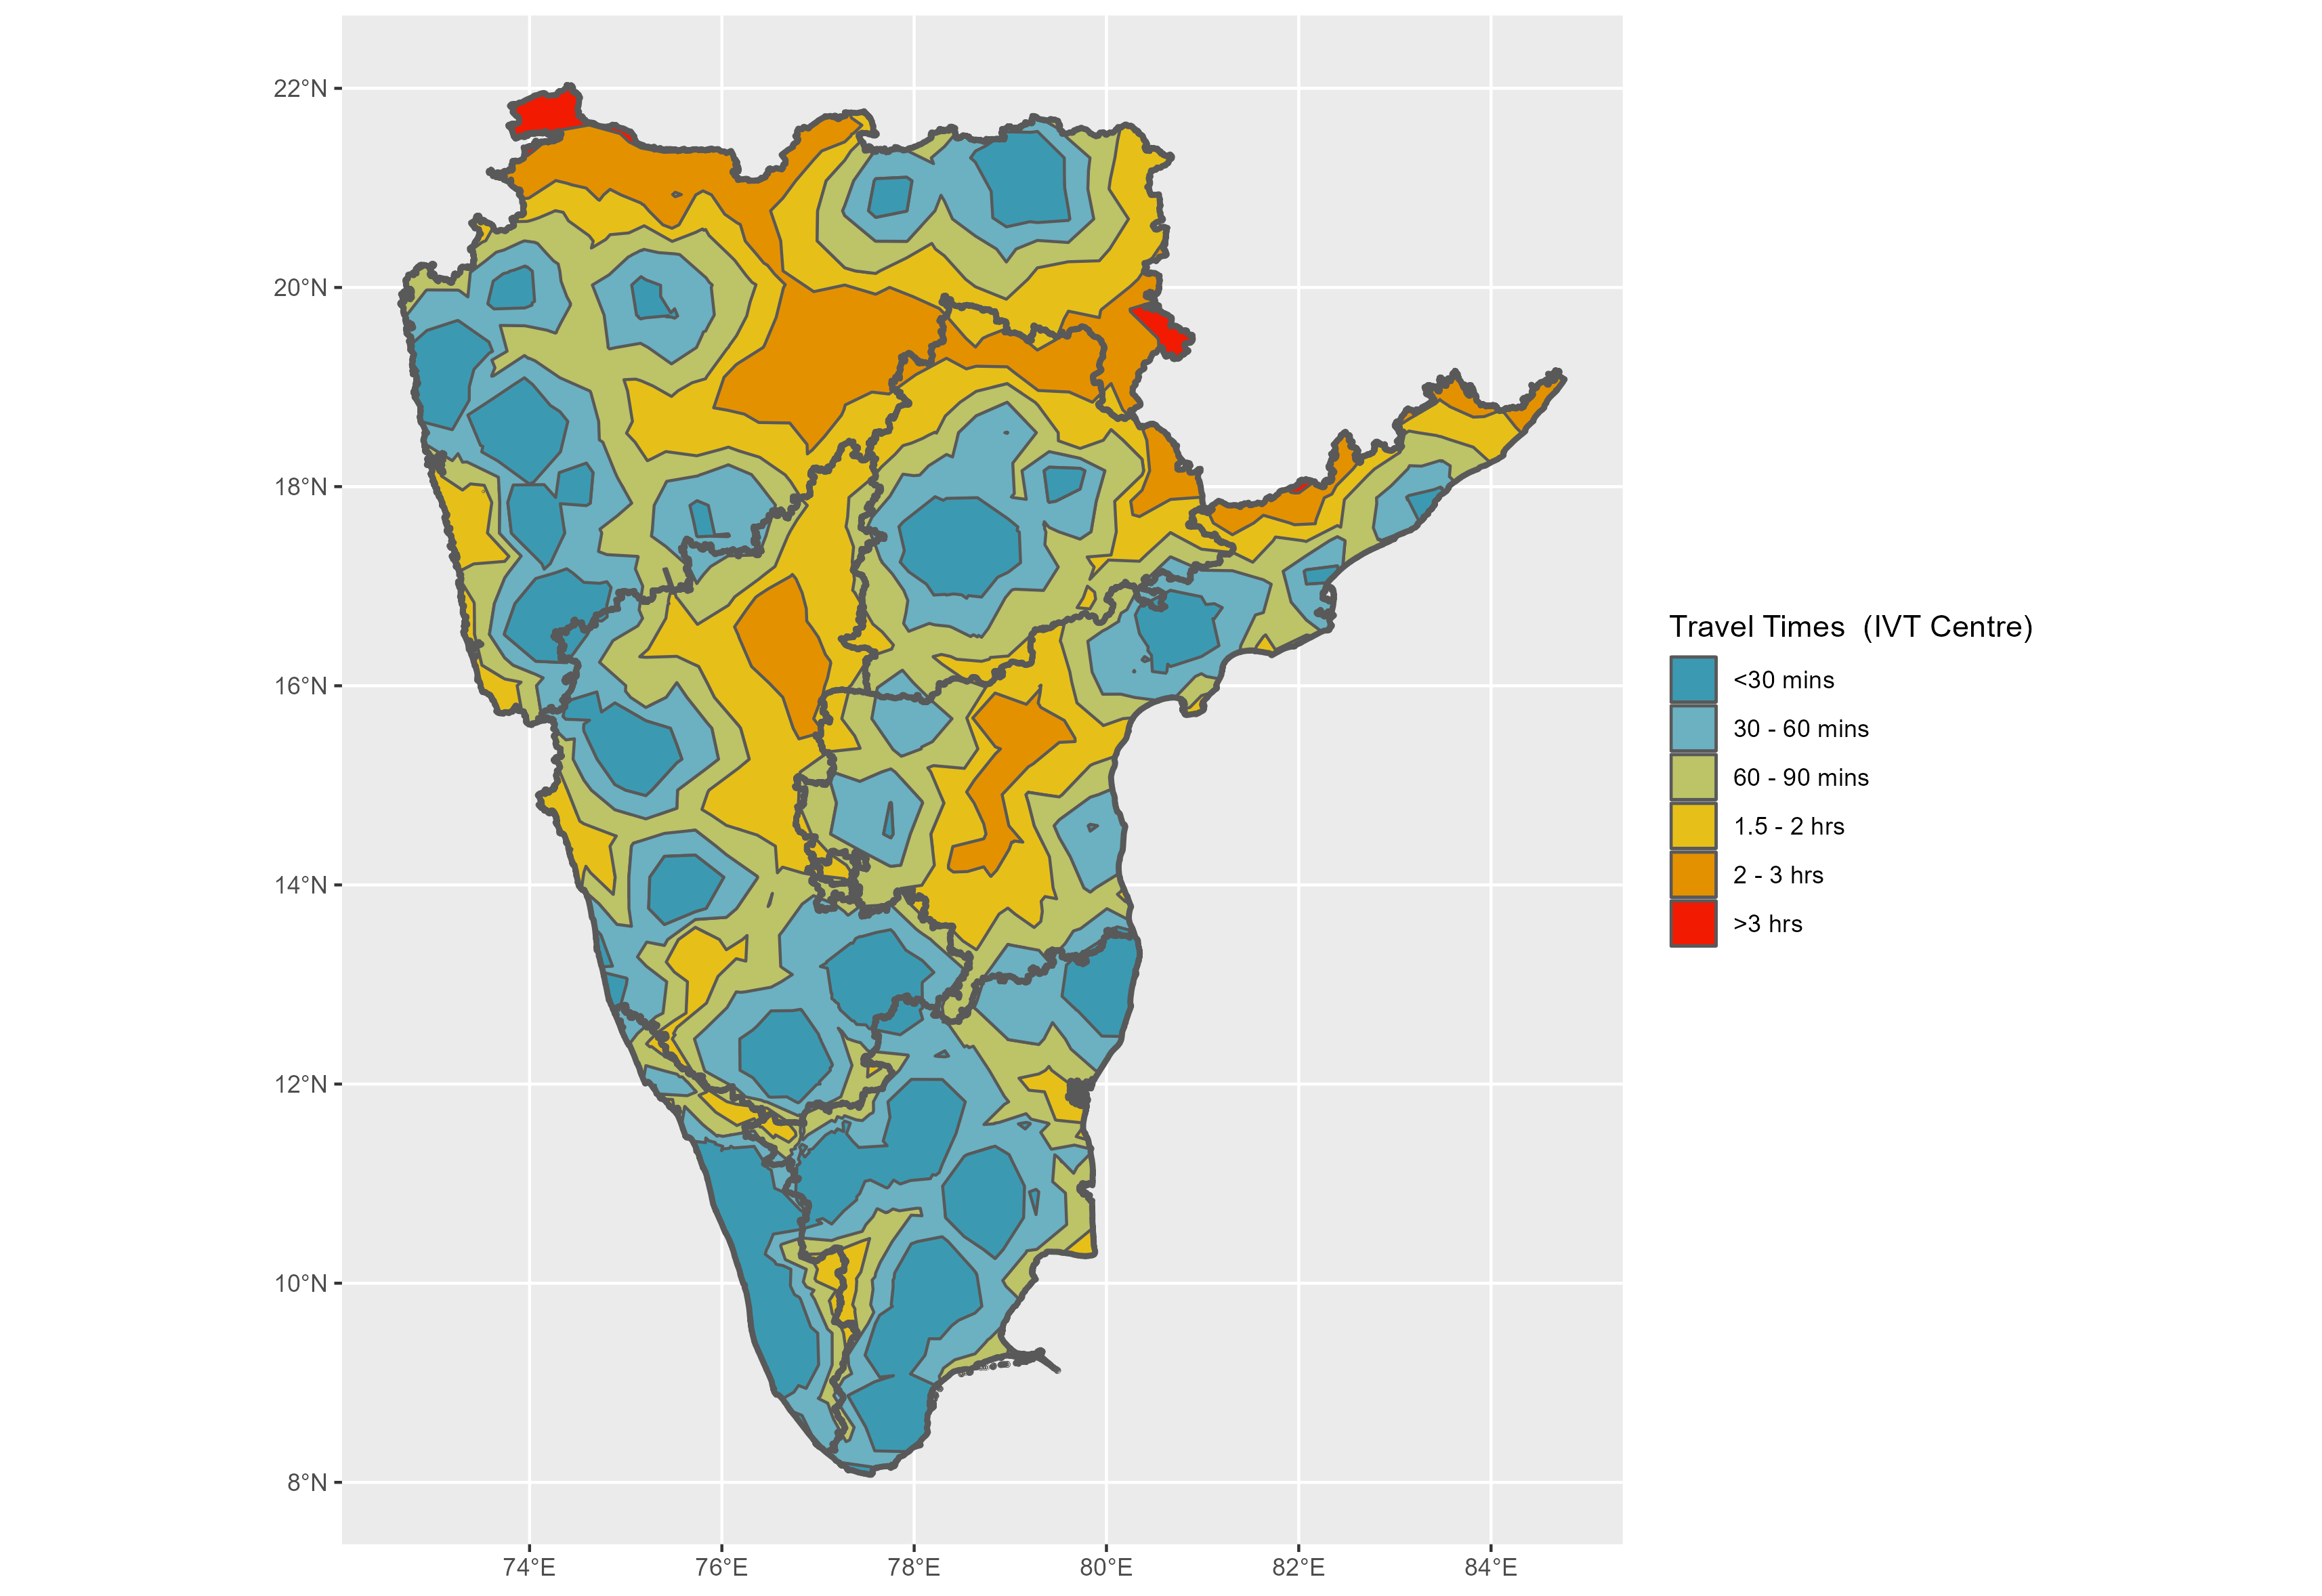 22°N
20°N
18°N
16°N
14°N
12°N
10°N
8°N
74°E 76°E 78°E 80°E 82°E 84°E
Travel Times  (IVT Centre)
<30 mins
30 - 60 mins
60 - 90 mins
1.5 - 2 hrs
2 - 3 hrs
>3 hrs